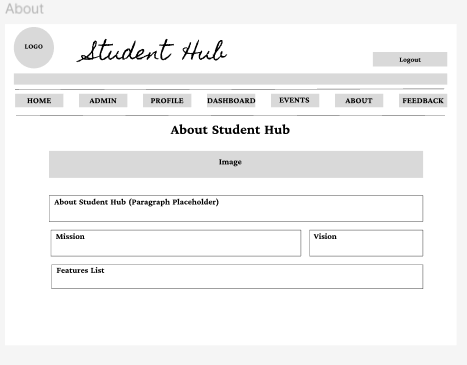 About
LOGO
Student Hub
Logout
HOME ADMIN PROFILE DASHBOARD EVENTS ABOUT FEEDBACK
About Student Hub
Image
About Student Hub (Paragraph Placeholder)
Mission Vision
Features List